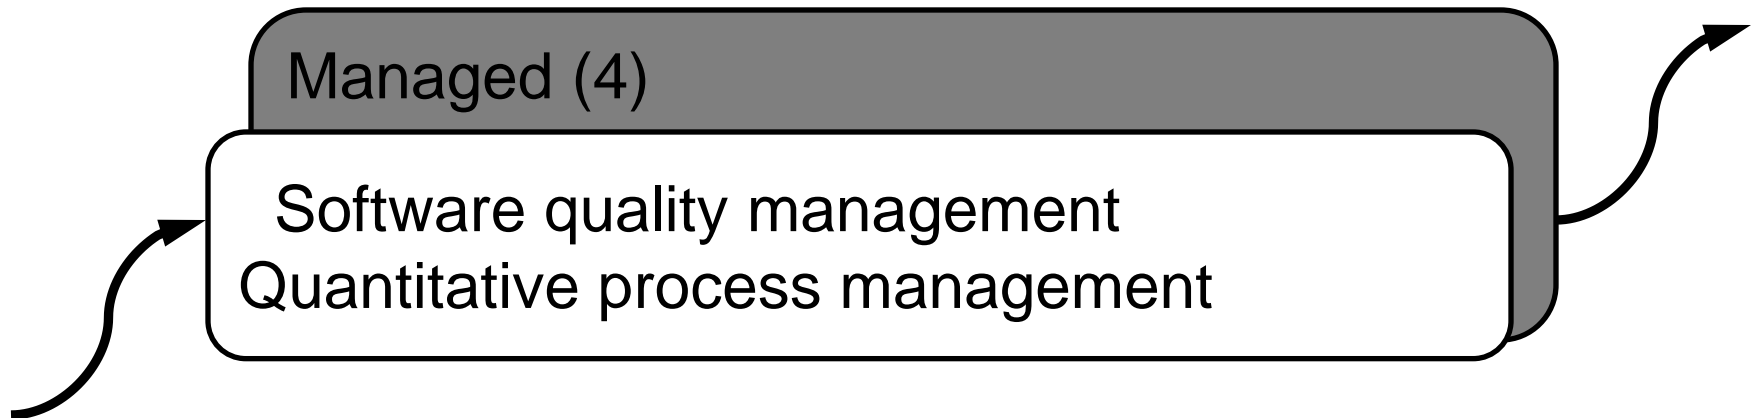 Managed (4)
Software quality management
Quantitative process management